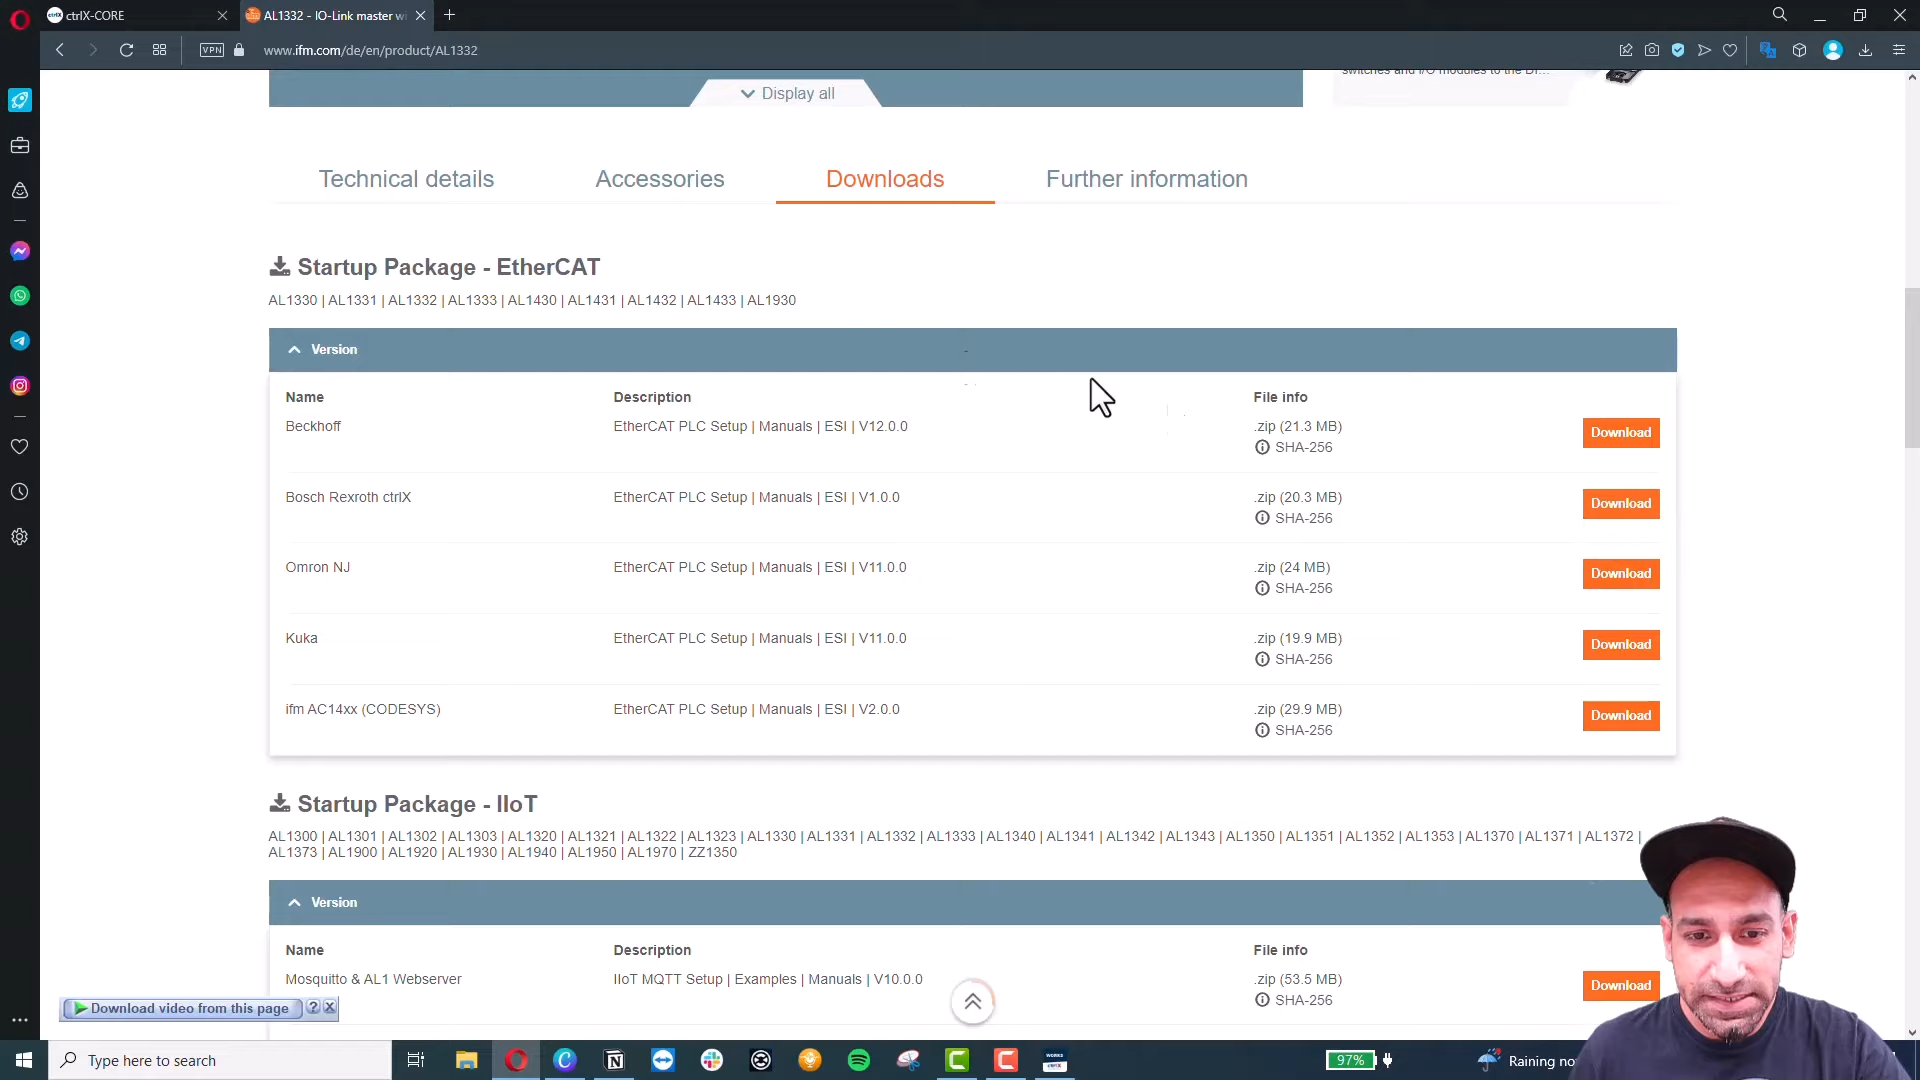 ctrlX-CORE
AL1332 - IO-Link master wi
VPN
www.ifm.com/de/en/product/AL1332
switches and I/O modules to the DI...
Display all
Technical details
Accessories
Downloads
Further information
Startup Package - EtherCAT
AL1330 | AL1331 | AL1332 | AL1333 | AL1430 | AL1431 | AL1432 | AL1433 | AL1930
Version
Name Description File info
Beckhoff EtherCAT PLC Setup | Manuals | ESI | V12.0.0 .zip (21.3 MB) Download
SHA-256
Bosch Rexroth ctrlX EtherCAT PLC Setup | Manuals | ESI | V1.0.0 .zip (20.3 MB) Download
SHA-256
Omron NJ EtherCAT PLC Setup | Manuals | ESI | V11.0.0 .zip (24 MB) Download
SHA-256
Kuka EtherCAT PLC Setup | Manuals | ESI | V11.0.0 .zip (19.9 MB) Download
SHA-256
ifm AC14xx (CODESYS) EtherCAT PLC Setup | Manuals | ESI | V2.0.0 .zip (29.9 MB) Download
SHA-256
Startup Package - IIoT
AL1300 | AL1301 | AL1302 | AL1303 | AL1320 | AL1321 | AL1322 | AL1323 | AL1330 | AL1331 | AL1332 | AL1333 | AL1340 | AL1341 | AL1342 | AL1343 | AL1350 | AL1351 | AL1352 | AL1353 | AL1370 | AL1371 | AL1372 |
AL1373 | AL1900 | AL1920 | AL1930 | AL1940 | AL1950 | AL1970 | ZZ1350
Version
Name Description File info
Mosquitto & AL1 Webserver IIoT MQTT Setup | Examples | Manuals | V10.0.0 .zip (53.5 MB) Download
SHA-256
Download video from this page ? X
Type here to search
WORKS
97%
Raining no